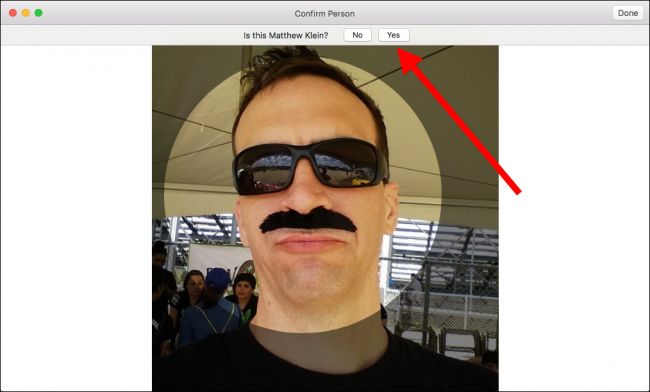 Confirm Person
Done
Is this Matthew Klein?
No
Yes